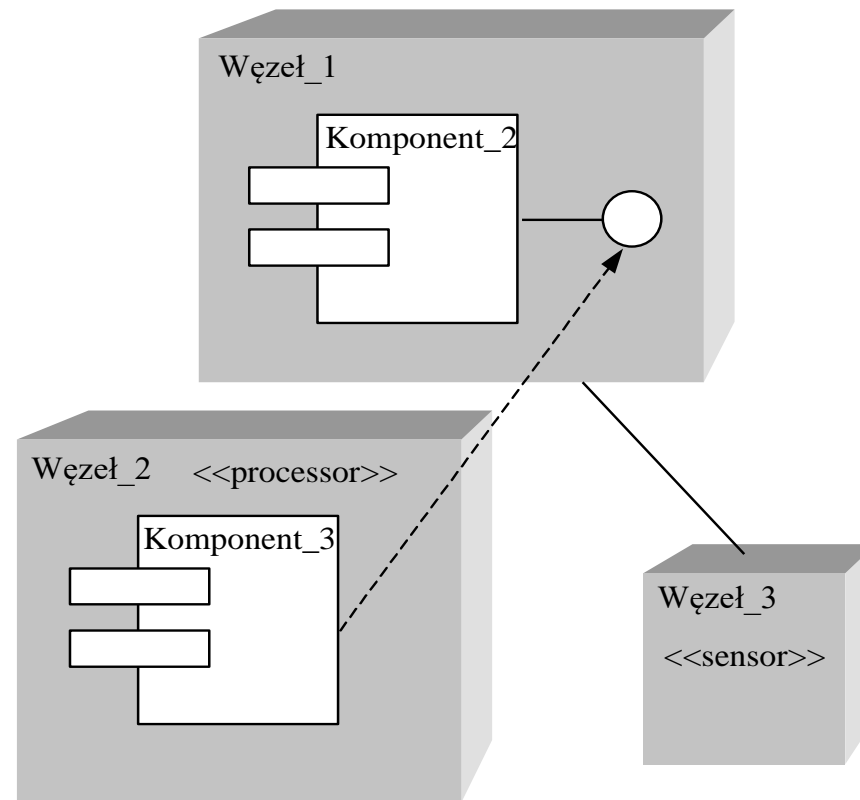 Węzeł_1
Komponent_2
Węzeł_2 <<processor>>
Komponent_3
Węzeł_3
<<sensor>>